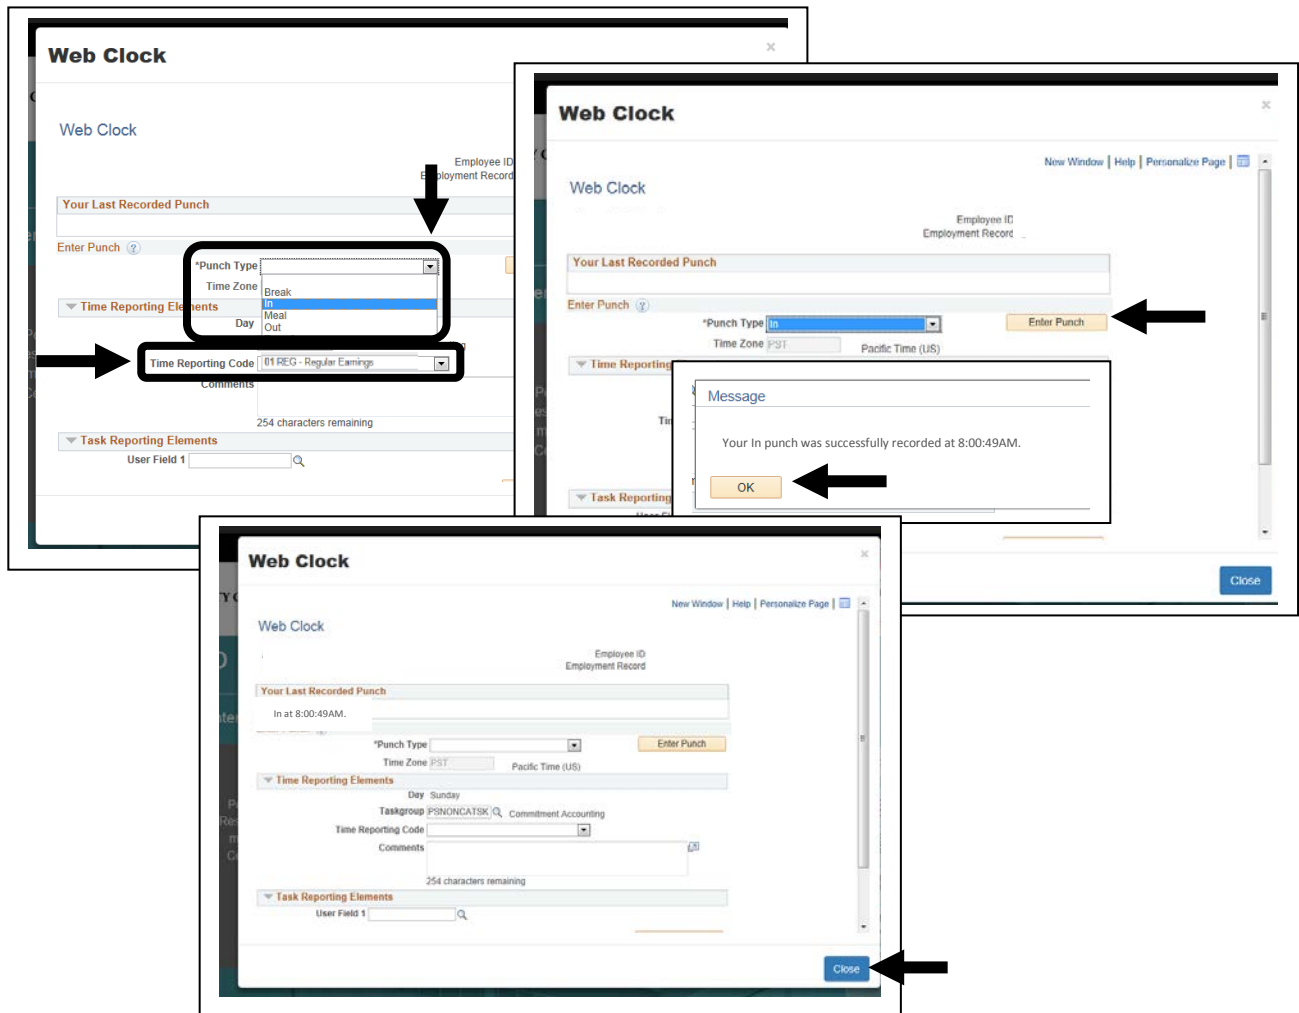 Web Clock
×
Web Clock
Employee ID
Employment Record
Your Last Recorded Punch
Enter Punch
*Punch Type
Time Zone
Break
In
Meal
Out
Time Reporting Elements
Day
Time Reporting Code 01 REG - Regular Earnings
Comments
254 characters remaining
Task Reporting Elements
User Field 1
Web Clock
×
New Window | Help | Personalize Page |
Web Clock
Employee ID
Employment Record
Your Last Recorded Punch
Enter Punch
*Punch Type In
Enter Punch
Time Zone PST Pacific Time (US)
Time Reporting
Message
Your In punch was successfully recorded at 8:00:49AM.
OK
Task Reporting
Close
Web Clock
×
New Window | Help | Personalize Page |
Web Clock
Employee ID
Employment Record
Your Last Recorded Punch
In at 8:00:49AM.
*Punch Type
Enter Punch
Time Zone PST Pacific Time (US)
Time Reporting Elements
Day Sunday
Taskgroup PSNONCATSK Commitment Accounting
Time Reporting Code
Comments
254 characters remaining
Task Reporting Elements
User Field 1
Close